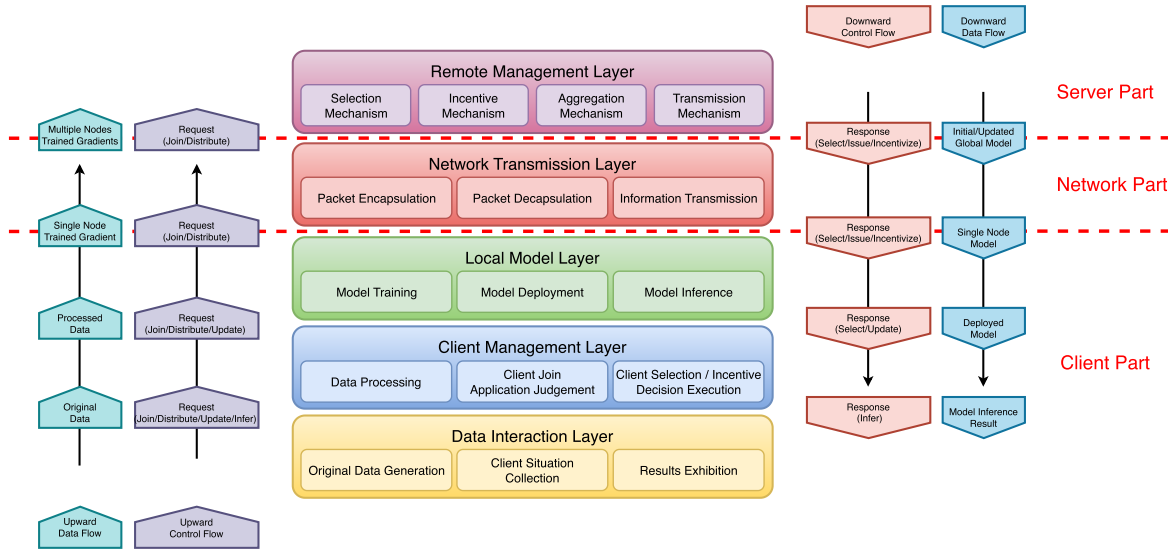 Downward
Control Flow
Downward
Data Flow
Remote Management Layer
Selection
Mechanism
Incentive
Mechanism
Aggregation
Mechanism
Transmission
Mechanism
Server Part
Multiple Nodes
Trained Gradients
Request
(Join/Distribute)
Response
(Select/Issue/Incentivize)
Initial/Updated
Global Model
Network Transmission Layer
Packet Encapsulation
Packet Decapsulation
Information Transmission
Network Part
Single Node
Trained Gradient
Request
(Join/Distribute)
Response
(Select/Issue/Incentivize)
Single Node
Model
Local Model Layer
Model Training
Model Deployment
Model Inference
Processed
Data
Request
(Join/Distribute/Update)
Response
(Select/Update)
Deployed
Model
Client Management Layer
Data Processing
Client Join
Application Judgement
Client Selection / Incentive
Decision Execution
Client Part
Original
Data
Request
(Join/Distribute/Update/Infer)
Response
(Infer)
Model Inference
Result
Data Interaction Layer
Original Data Generation
Client Situation
Collection
Results Exhibition
Upward
Data Flow
Upward
Control Flow